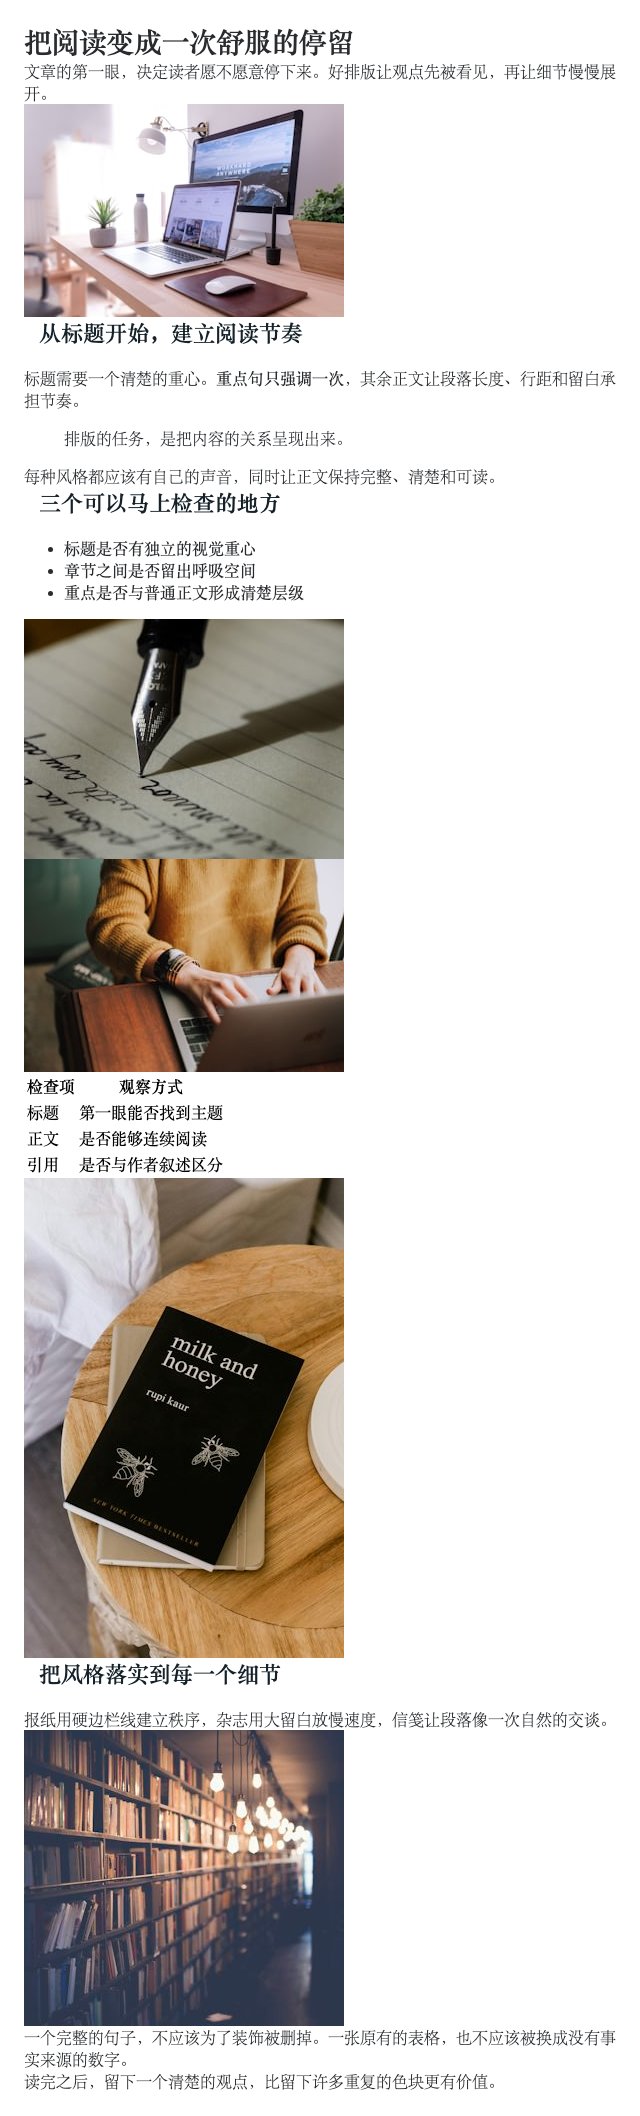 把阅读变成一次舒服的停留
文章的第一眼，决定读者愿不愿意停下来。好排版让观点先被看见，再让细节慢慢展
开。
WORKHARD
ANYWHERE
从标题开始，建立阅读节奏
标题需要一个清楚的重心。重点句只强调一次，其余正文让段落长度、行距和留白承
担节奏。
排版的任务，是把内容的关系呈现出来。
每种风格都应该有自己的声音，同时让正文保持完整、清楚和可读。
三个可以马上检查的地方
• 标题是否有独立的视觉重心
• 章节之间是否留出呼吸空间
• 重点是否与普通正文形成清楚层级
检查项 观察方式
标题 第一眼能否找到主题
正文 是否能够连续阅读
引用 是否与作者叙述区分
milk and
honey
rupi kaur
NEW YORK TIMES BESTSELLER
把风格落实到每一个细节
报纸用硬边栏线建立秩序，杂志用大留白放慢速度，信笺让段落像一次自然的交谈。
一个完整的句子，不应该为了装饰被删掉。一张原有的表格，也不应该被换成没有事
实来源的数字。
读完之后，留下一个清楚的观点，比留下许多重复的色块更有价值。